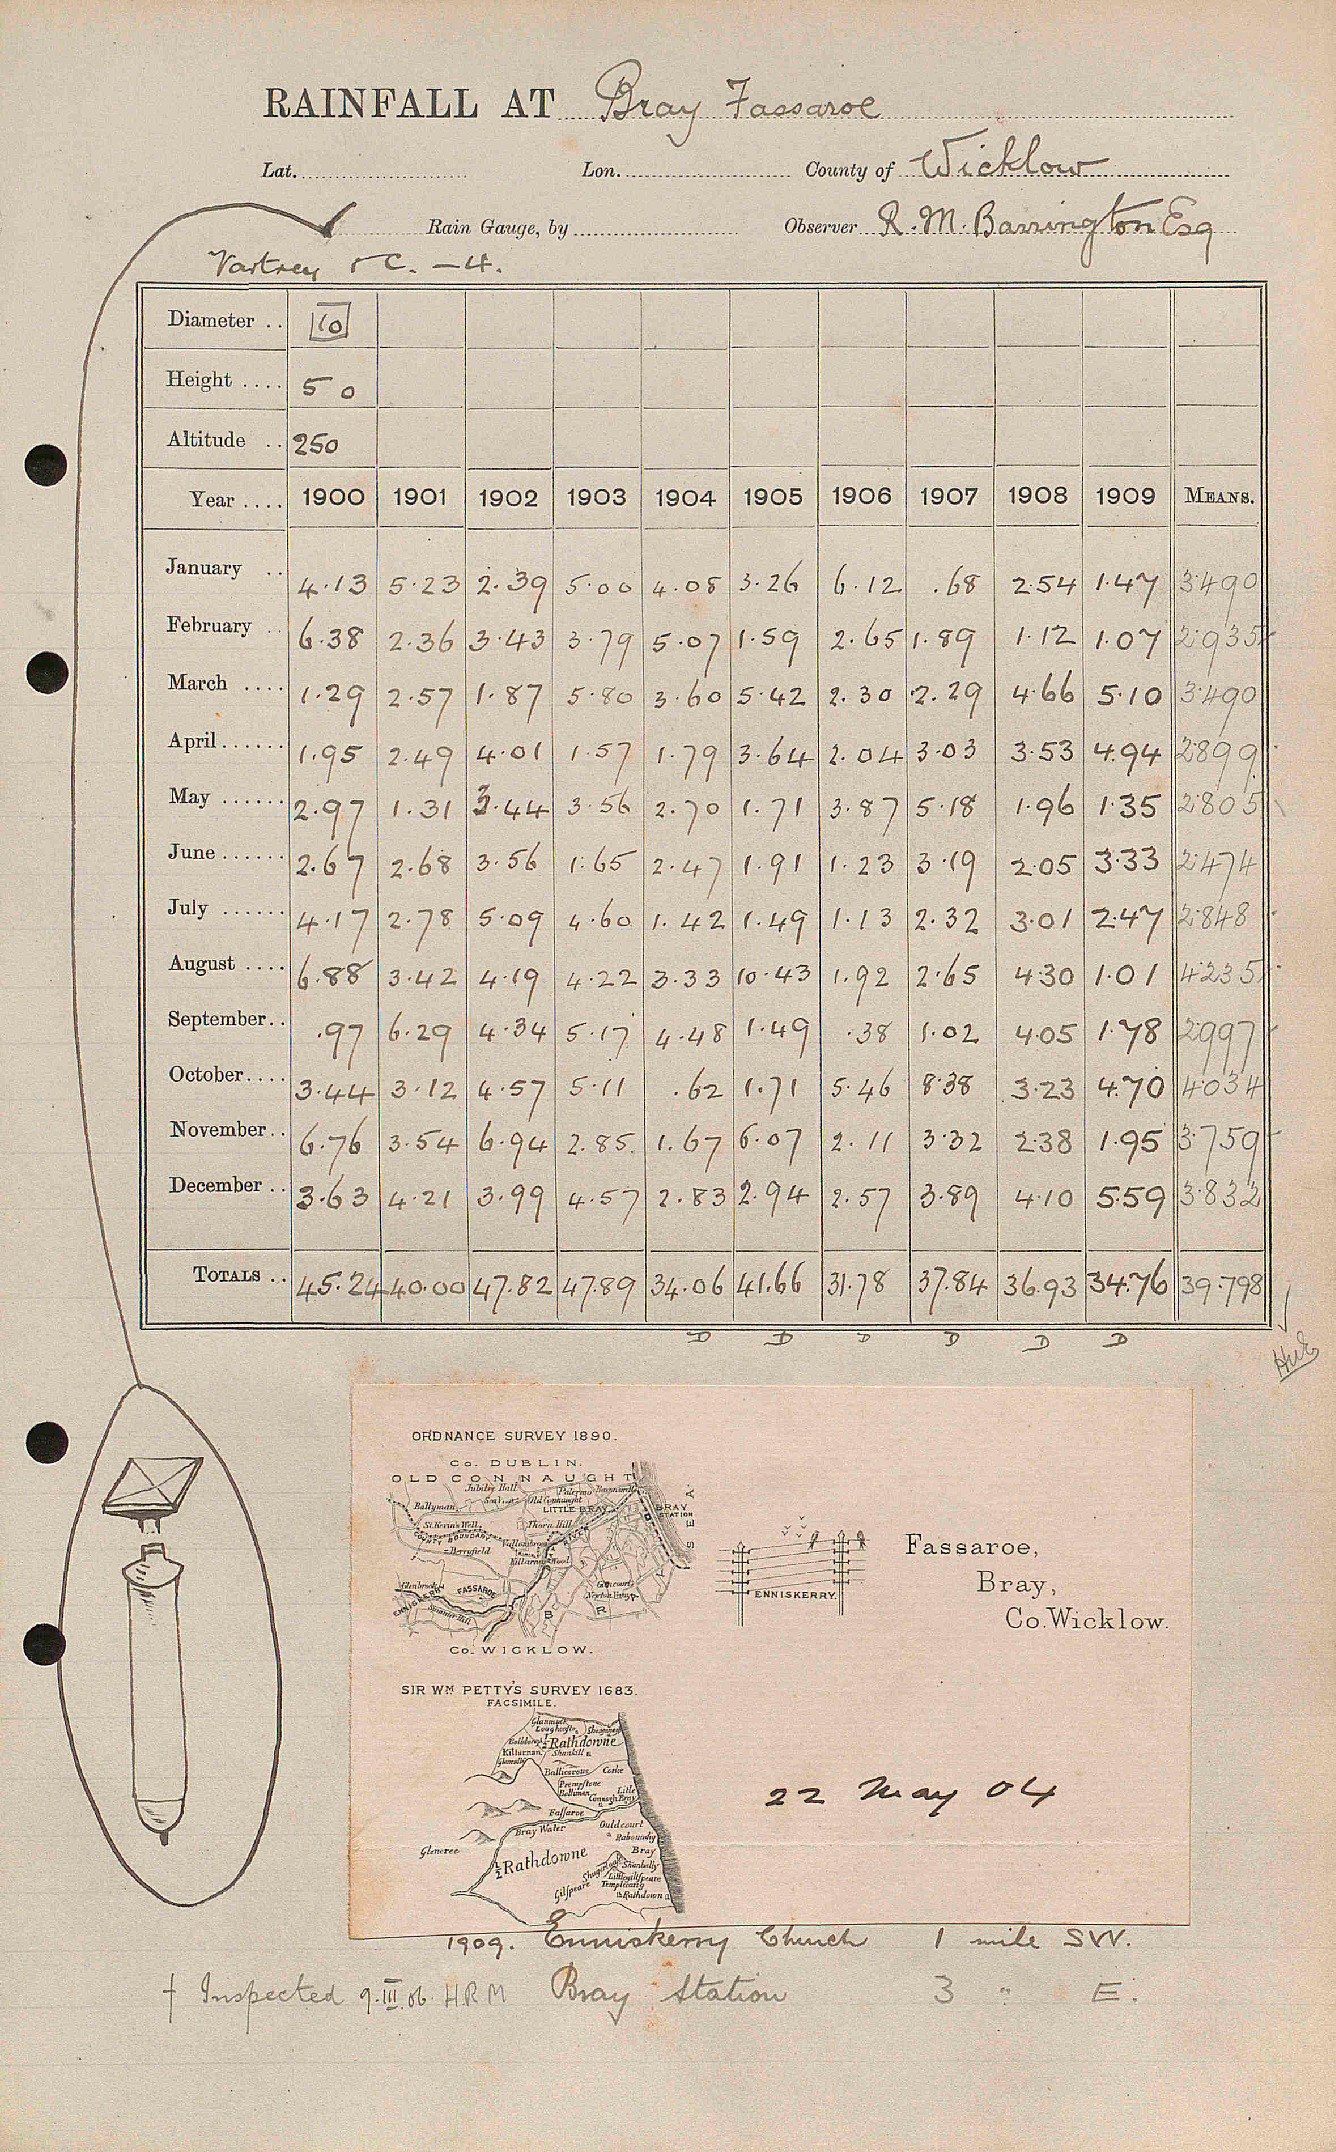 RAINFALL AT Bray Fassaroe
Lat. Lon. County of Wicklow
Rain Gauge, by Observer R. M. Barrington Esq
Vartrey
Diameter .. 10
Height .... 5 0
Altitude .. 250
Year .... 1900 1901 1902 1903 1904 1905 1906 1907 1908 1909 MEANS.
January .. 4.13 5.23 2.39 5.00 4.08 3.26 6.12 .68 2.54 1.47 3.490
February .. 6.38 2.36 3.43 3.79 5.07 1.59 2.65 1.89 1.12 1.07 2.935
March .... 1.29 2.57 1.87 5.80 3.60 5.42 2.30 2.29 4.66 5.10 3.490
April...... 1.95 2.49 4.01 1.57 1.79 3.64 2.04 3.03 3.53 4.94 2.899
May ...... 2.97 1.31 3.44 3.56 2.70 1.71 3.87 5.18 1.96 1.35 2.805
June ...... 2.67 2.68 3.56 1.65 2.47 1.91 1.23 3.19 2.05 3.33 2.474
July ...... 4.17 2.78 5.09 4.60 1.42 1.49 1.13 2.32 3.01 2.47 2.848
August .... 6.88 3.42 4.19 4.22 3.33 10.43 1.92 2.65 4.30 1.01 4.235
September.. .97 6.29 4.34 5.17 4.48 1.49 .38 1.02 4.05 1.78 2.997
October.... 3.44 3.12 4.57 5.11 .62 1.71 5.46 8.38 3.23 4.70 4.034
November.. 6.76 3.54 6.94 2.85 1.67 6.07 2.11 3.32 2.38 1.95 3.759
December .. 3.63 4.21 3.99 4.57 2.83 2.94 2.57 3.89 4.10 5.59 3.832
TOTALS .. 45.24 40.00 47.82 47.89 34.06 41.66 31.78 37.84 36.93 34.76 39.798
D D D D D D
ORDNANCE SURVEY 1890.
Co. DUBLIN.
OLD CONNAUGHT
Jubilee Hall
Palermo
Old Connaught
Ballyman
LITTLE BRAY
BRAY STATION
SEA
St. Kevin's Well
Thorn Hill
COUNTY BOUNDARY
Berryfield
FASSAROE
ENNISKERRY
BRAY
Co. WICKLOW.
ENNISKERRY.
Fassaroe,
Bray,
Co. Wicklow.
SIR WM PETTY'S SURVEY 1683.
FACSIMILE.
½ Rathdowne
Shankill
Ballicorous Corke
Fassaroe
Bray Water
Ouldcourt
Glencree
Bray
½ Rathdowne
Gilspeare
Rathdown
22 May 04
1909. Enniskerry Church 1 mile SW.
† Inspected 9.III.06 HRM Bray Station 3 " E.